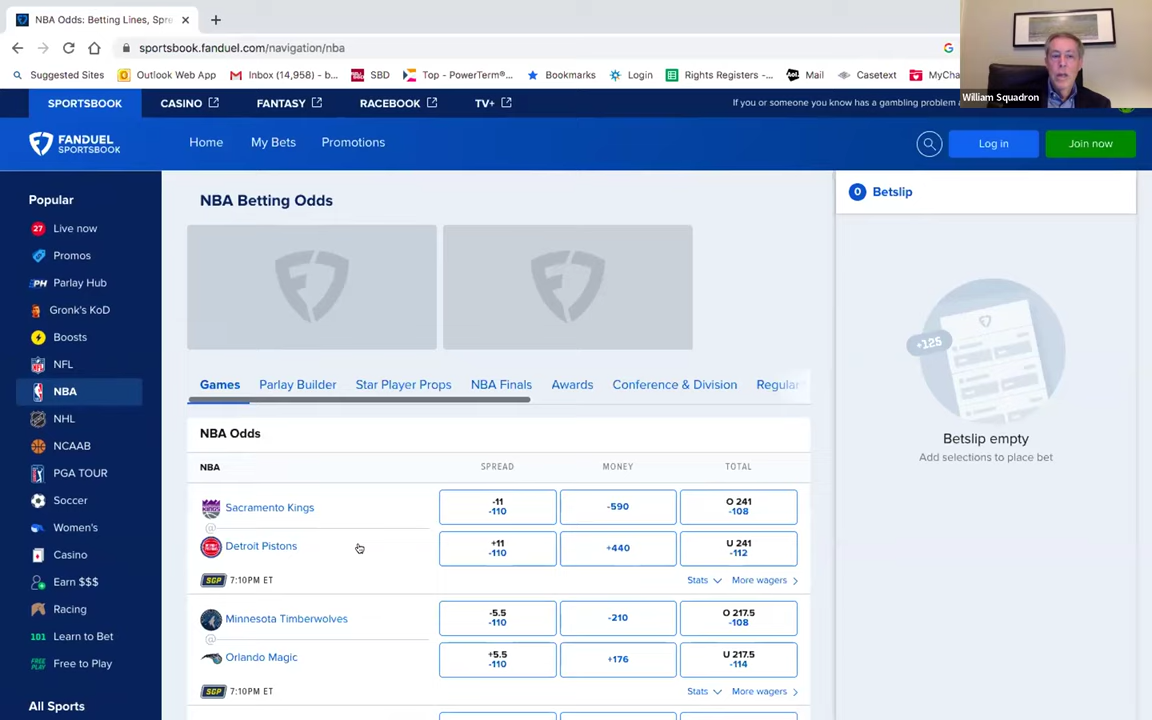 NBA Odds: Betting Lines, Spre
sportsbook.fanduel.com/navigation/nba
Suggested Sites
Outlook Web App
Inbox (14,958) – b...
SBD
Top - PowerTerm®...
Bookmarks
Login
Rights Registers -...
Mail
Casetext
MyCha
William Squadron
SPORTSBOOK
CASINO
FANTASY
RACEBOOK
TV+
If you or someone you know has a gambling problem a
FANDUEL
SPORTSBOOK
Home
My Bets
Promotions
Log in
Join now
Popular
27 Live now
Promos
PH Parlay Hub
Gronk's KoD
Boosts
NFL
NBA
NHL
NCAAB
PGA TOUR
Soccer
Women's
Casino
Earn $$$
Racing
101 Learn to Bet
FREE PLAY Free to Play
All Sports
NBA Betting Odds
Games
Parlay Builder
Star Player Props
NBA Finals
Awards
Conference & Division
Regular
NBA Odds
NBA
SPREAD
MONEY
TOTAL
Sacramento Kings
-11
-110
-590
O 241
-108
@
Detroit Pistons
+11
-110
+440
U 241
-112
SGP 7:10PM ET
Stats
More wagers
Minnesota Timberwolves
-5.5
-110
-210
O 217.5
-108
@
Orlando Magic
+5.5
-110
+176
U 217.5
-114
SGP 7:10PM ET
Stats
More wagers
0 Betslip
+125
Betslip empty
Add selections to place bet